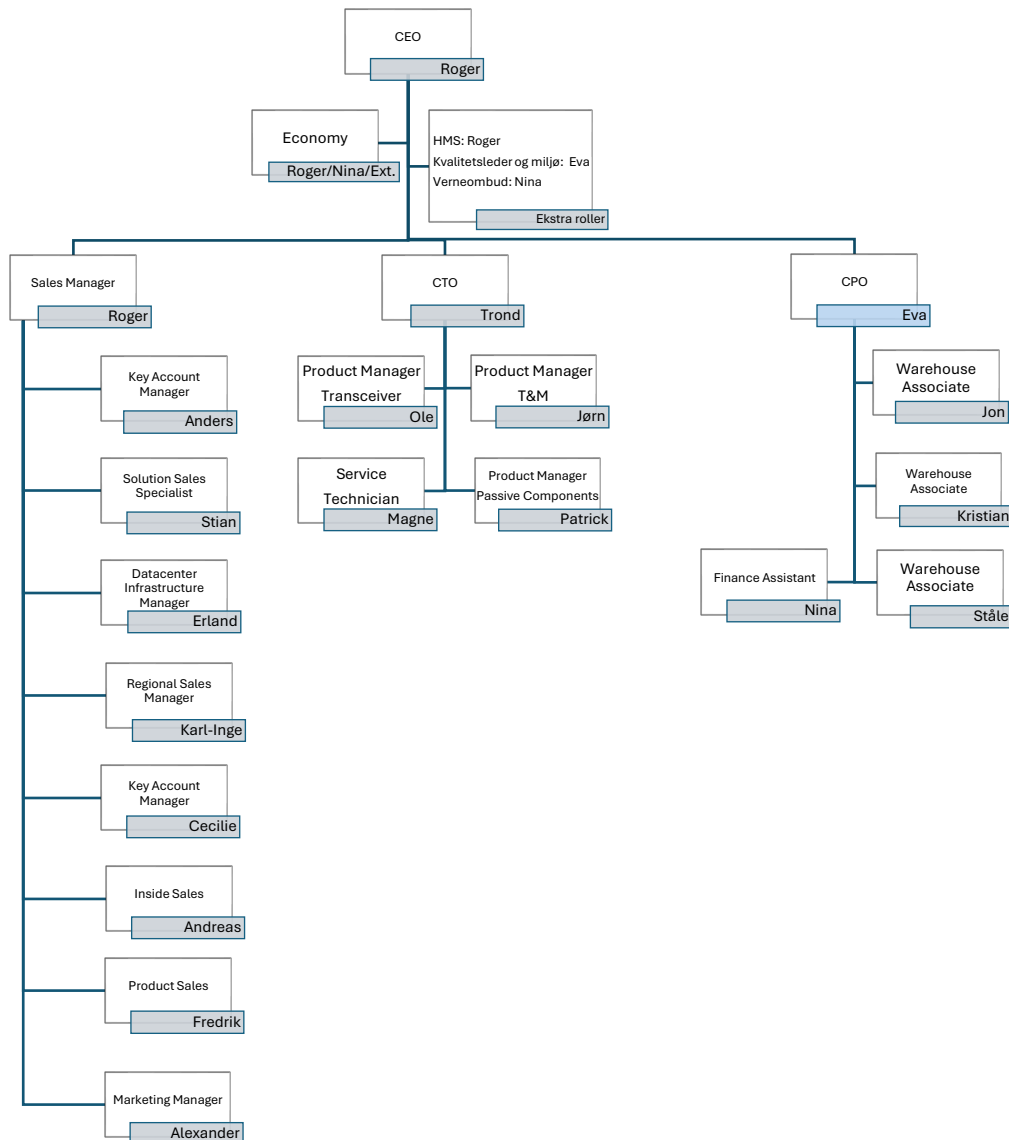 CEO
Roger
Economy
Roger/Nina/Ext.
HMS: Roger
Kvalitetsleder og miljø:  Eva
Verneombud: Nina
Ekstra roller
Sales Manager
Roger
CTO
Trond
CPO
Eva
Key Account
Manager
Anders
Solution Sales
Specialist
Stian
Datacenter
Infrastructure
Manager
Erland
Regional Sales
Manager
Karl-Inge
Key Account
Manager
Cecilie
Inside Sales
Andreas
Product Sales
Fredrik
Marketing Manager
Alexander
Product Manager
Transceiver
Ole
Product Manager
T&M
Jørn
Service
Technician
Magne
Product Manager
Passive Components
Patrick
Warehouse
Associate
Jon
Warehouse
Associate
Kristian
Finance Assistant
Nina
Warehouse
Associate
Ståle